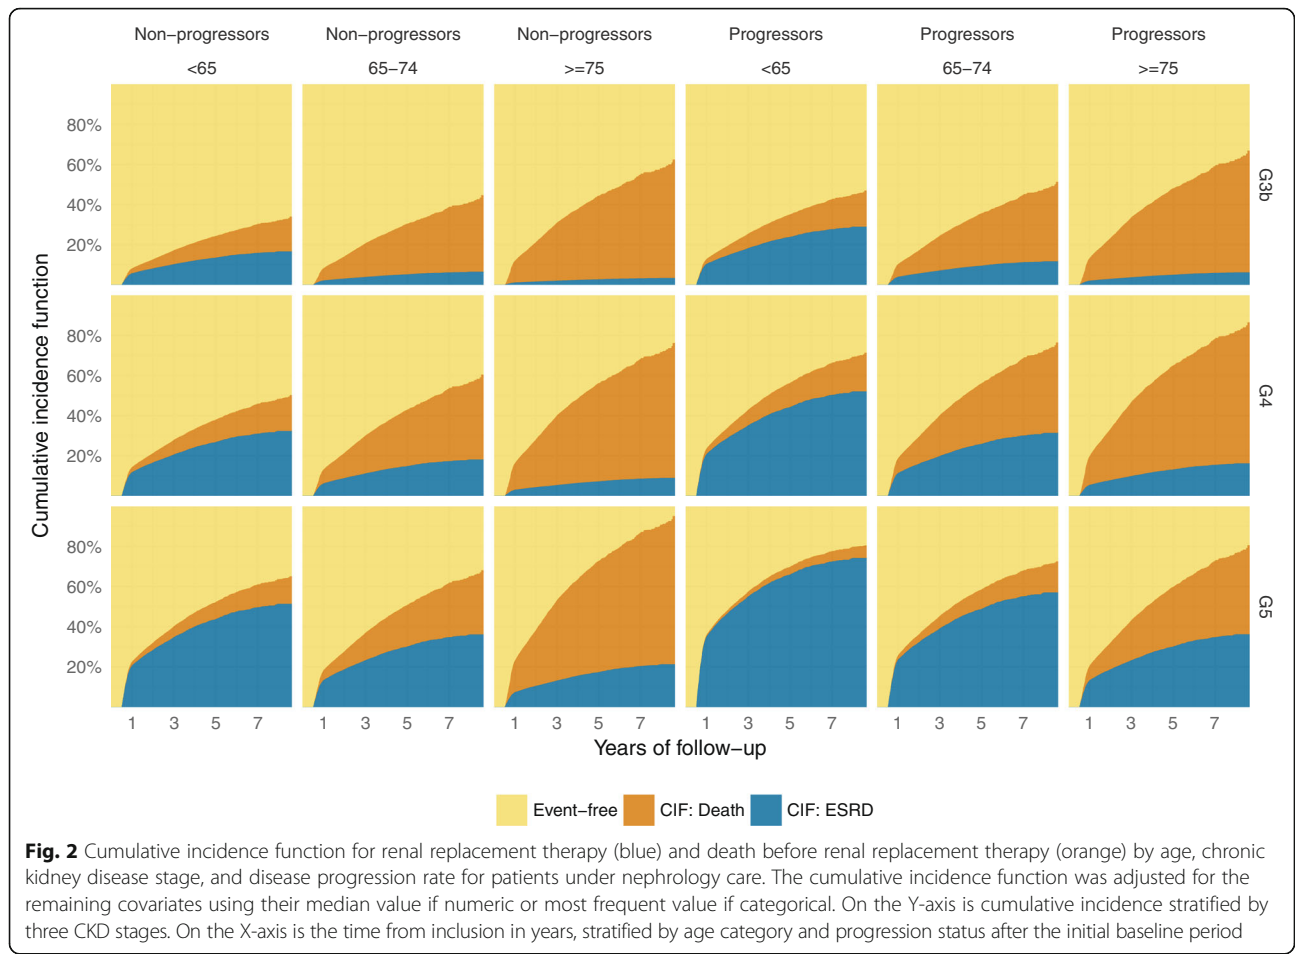 Non−progressors Non−progressors Non−progressors Progressors Progressors Progressors
<65 65−74 >=75 <65 65−74 >=75
Cumulative incidence function
80%
60%
40%
20%
G3b
80%
60%
40%
20%
G4
80%
60%
40%
20%
G5
1 3 5 7 1 3 5 7 1 3 5 7 1 3 5 7 1 3 5 7 1 3 5 7
Years of follow−up
Event−free CIF: Death CIF: ESRD
Fig. 2 Cumulative incidence function for renal replacement therapy (blue) and death before renal replacement therapy (orange) by age, chronic
kidney disease stage, and disease progression rate for patients under nephrology care. The cumulative incidence function was adjusted for the
remaining covariates using their median value if numeric or most frequent value if categorical. On the Y-axis is cumulative incidence stratified by
three CKD stages. On the X-axis is the time from inclusion in years, stratified by age category and progression status after the initial baseline period